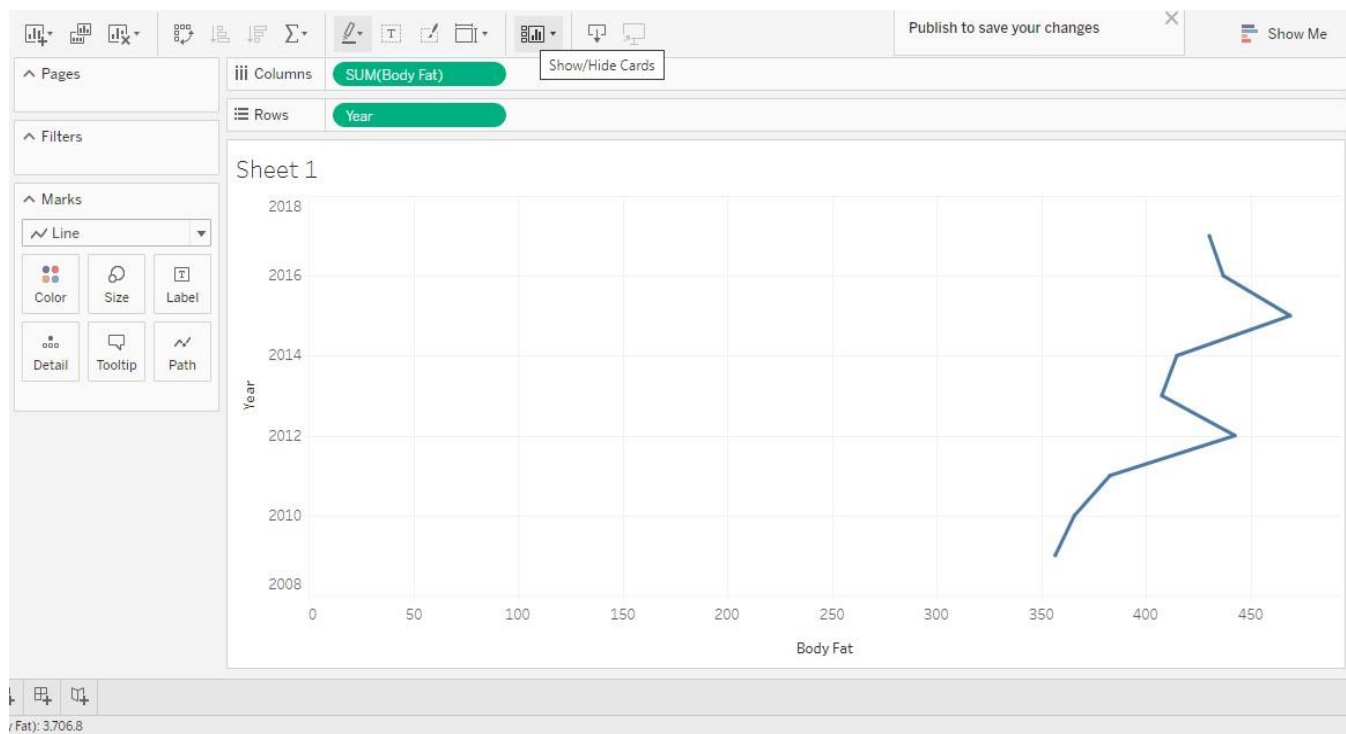 Publish to save your changes
Show Me
Show/Hide Cards
Pages
Columns
SUM(Body Fat)
Rows
Year
Filters
Marks
Line
Color
Size
Label
Detail
Tooltip
Path
Sheet 1
2018
2016
2014
2012
2010
2008
Year
0 50 100 150 200 250 300 350 400 450
Body Fat
Fat): 3.706.8